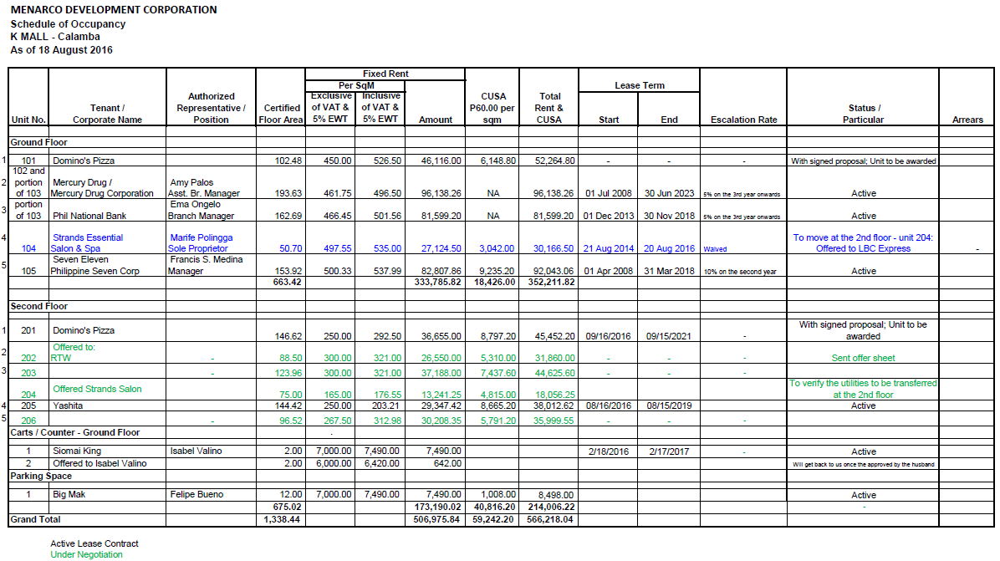 MENARCO DEVELOPMENT CORPORATION
Schedule of Occupancy
K MALL - Calamba
As of 18 August 2016
Unit No. Tenant / Corporate Name Authorized Representative / Position Certified Floor Area Fixed Rent Per SqM Exclusive of VAT & 5% EWT Inclusive of VAT & 5% EWT Amount CUSA P60.00 per sqm Total Rent & CUSA Lease Term Start End Escalation Rate Status / Particular Arrears
Ground Floor
1 101 Domino's Pizza 102.48 450.00 526.50 46,116.00 6,148.80 52,264.80 - - - With signed proposal; Unit to be awarded
2 102 and portion of 103 Mercury Drug / Mercury Drug Corporation Amy Palos Asst. Br. Manager 193.63 461.75 496.50 96,138.26 NA 96,138.26 01 Jul 2008 30 Jun 2023 5% on the 3rd year onwards Active
3 portion of 103 Phil National Bank Ema Ongelo Branch Manager 162.69 466.45 501.56 81,599.20 NA 81,599.20 01 Dec 2013 30 Nov 2018 5% on the 3rd year onwards Active
4 104 Strands Essential Salon & Spa Marife Polingga Sole Proprietor 50.70 497.55 535.00 27,124.50 3,042.00 30,166.50 21 Aug 2014 20 Aug 2016 Waived To move at the 2nd floor - unit 204: Offered to LBC Express -
5 105 Seven Eleven Philippine Seven Corp Francis S. Medina Manager 153.92 500.33 537.99 82,807.86 9,235.20 92,043.06 01 Apr 2008 31 Mar 2018 10% on the second year Active
663.42 333,785.82 18,426.00 352,211.82
Second Floor
1 201 Domino's Pizza 146.62 250.00 292.50 36,655.00 8,797.20 45,452.20 09/16/2016 09/15/2021 - With signed proposal; Unit to be awarded
2 202 Offered to: RTW - 88.50 300.00 321.00 26,550.00 5,310.00 31,860.00 - - - Sent offer sheet
3 203 - 123.96 300.00 321.00 37,188.00 7,437.60 44,625.60 - - -
204 Offered Strands Salon 75.00 165.00 176.55 13,241.25 4,815.00 18,056.25 To verify the utilities to be transferred at the 2nd floor
4 205 Yashita 144.42 250.00 203.21 29,347.42 8,665.20 38,012.62 08/16/2016 08/15/2019 Active
5 206 - 96.52 267.50 312.98 30,208.35 5,791.20 35,999.55 - - -
Carts / Counter - Ground Floor .
1 Siomai King Isabel Valino 2.00 7,000.00 7,490.00 7,490.00 2/18/2016 2/17/2017 - Active
2 Offered to Isabel Valino 2.00 6,000.00 6,420.00 642.00 Will get back to us once the approved by the husband
Parking Space
1 Big Mak Felipe Bueno 12.00 7,000.00 7,490.00 7,490.00 1,008.00 8,498.00 Active
675.02 173,190.02 40,816.20 214,006.22 -
Grand Total 1,338.44 506,975.84 59,242.20 566,218.04
Active Lease Contract
Under Negotiation